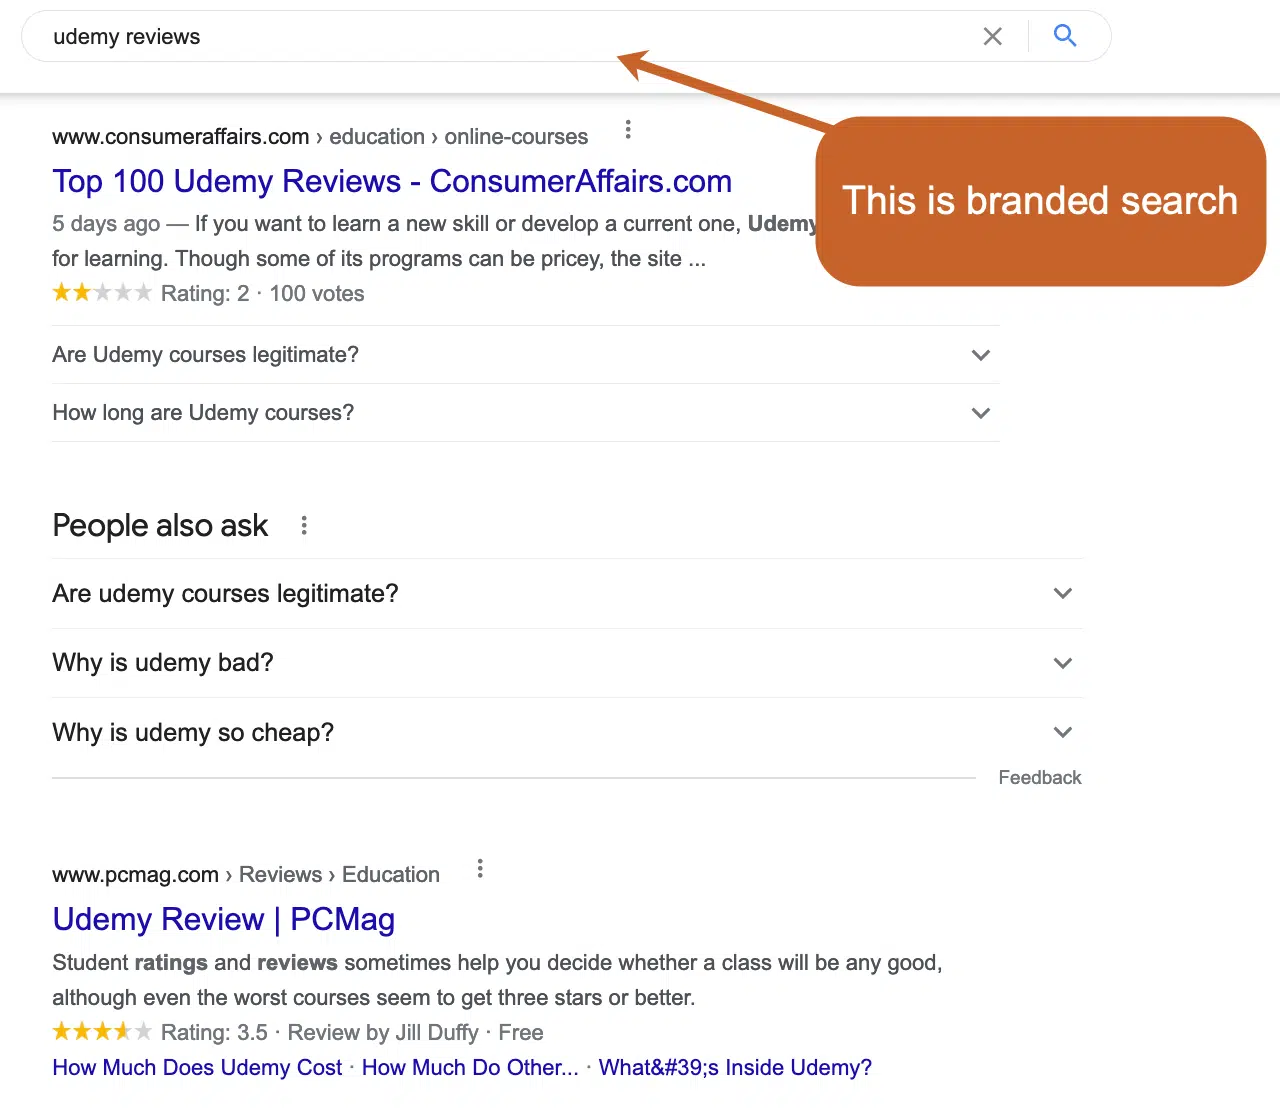 udemy reviews
www.consumeraffairs.com › education › online-courses
Top 100 Udemy Reviews - ConsumerAffairs.com
This is branded search
5 days ago — If you want to learn a new skill or develop a current one, Udemy
for learning. Though some of its programs can be pricey, the site ...
Rating: 2 · 100 votes
Are Udemy courses legitimate?
How long are Udemy courses?
People also ask
Are udemy courses legitimate?
Why is udemy bad?
Why is udemy so cheap?
Feedback
www.pcmag.com › Reviews › Education
Udemy Review | PCMag
Student ratings and reviews sometimes help you decide whether a class will be any good,
although even the worst courses seem to get three stars or better.
Rating: 3.5 · Review by Jill Duffy · Free
How Much Does Udemy Cost · How Much Do Other... · What&#39;s Inside Udemy?